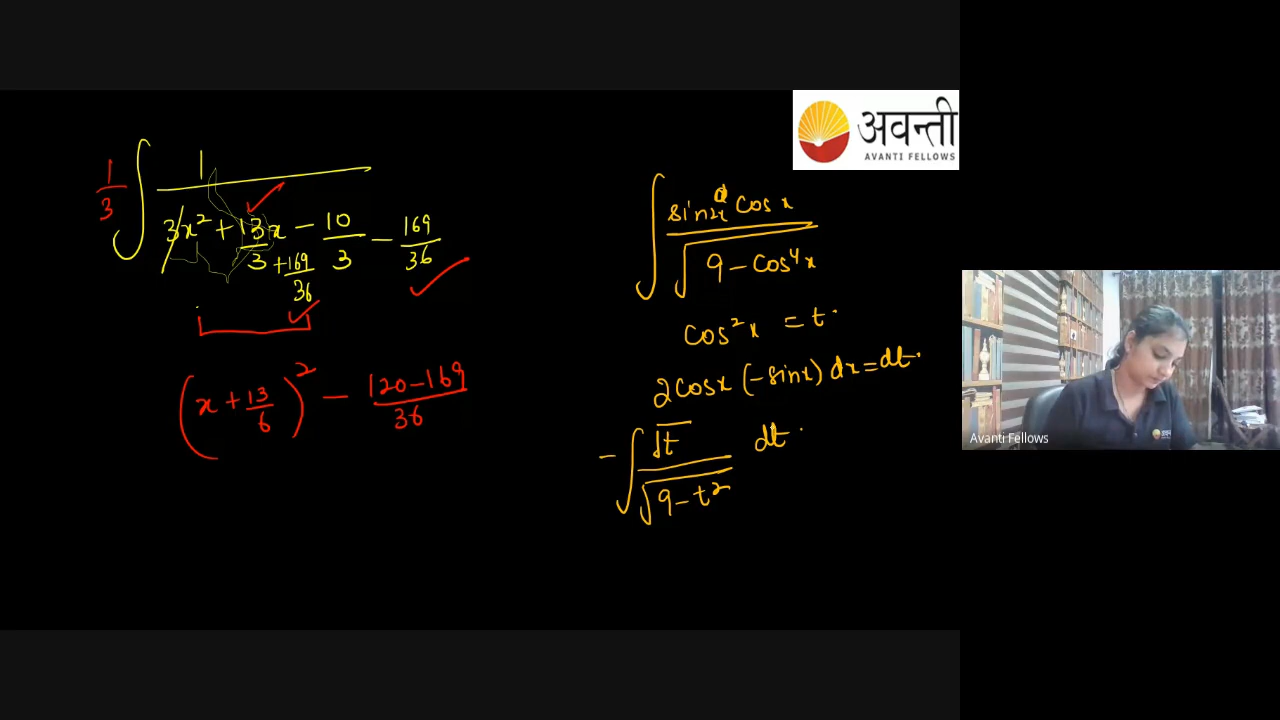 अवन्ती
AVANTI FELLOWS
1/3 ∫ 1
3x² + 13/3 x + 169/36 − 10/3 − 169/36
(x + 13/6)² − (120−169)/36
∫ sin2x cos x
√9 − cos⁴x
cos²x = t
2cosx (−sinx) dx = dt
−∫ dt / √9−t² dt
Avanti Fellows